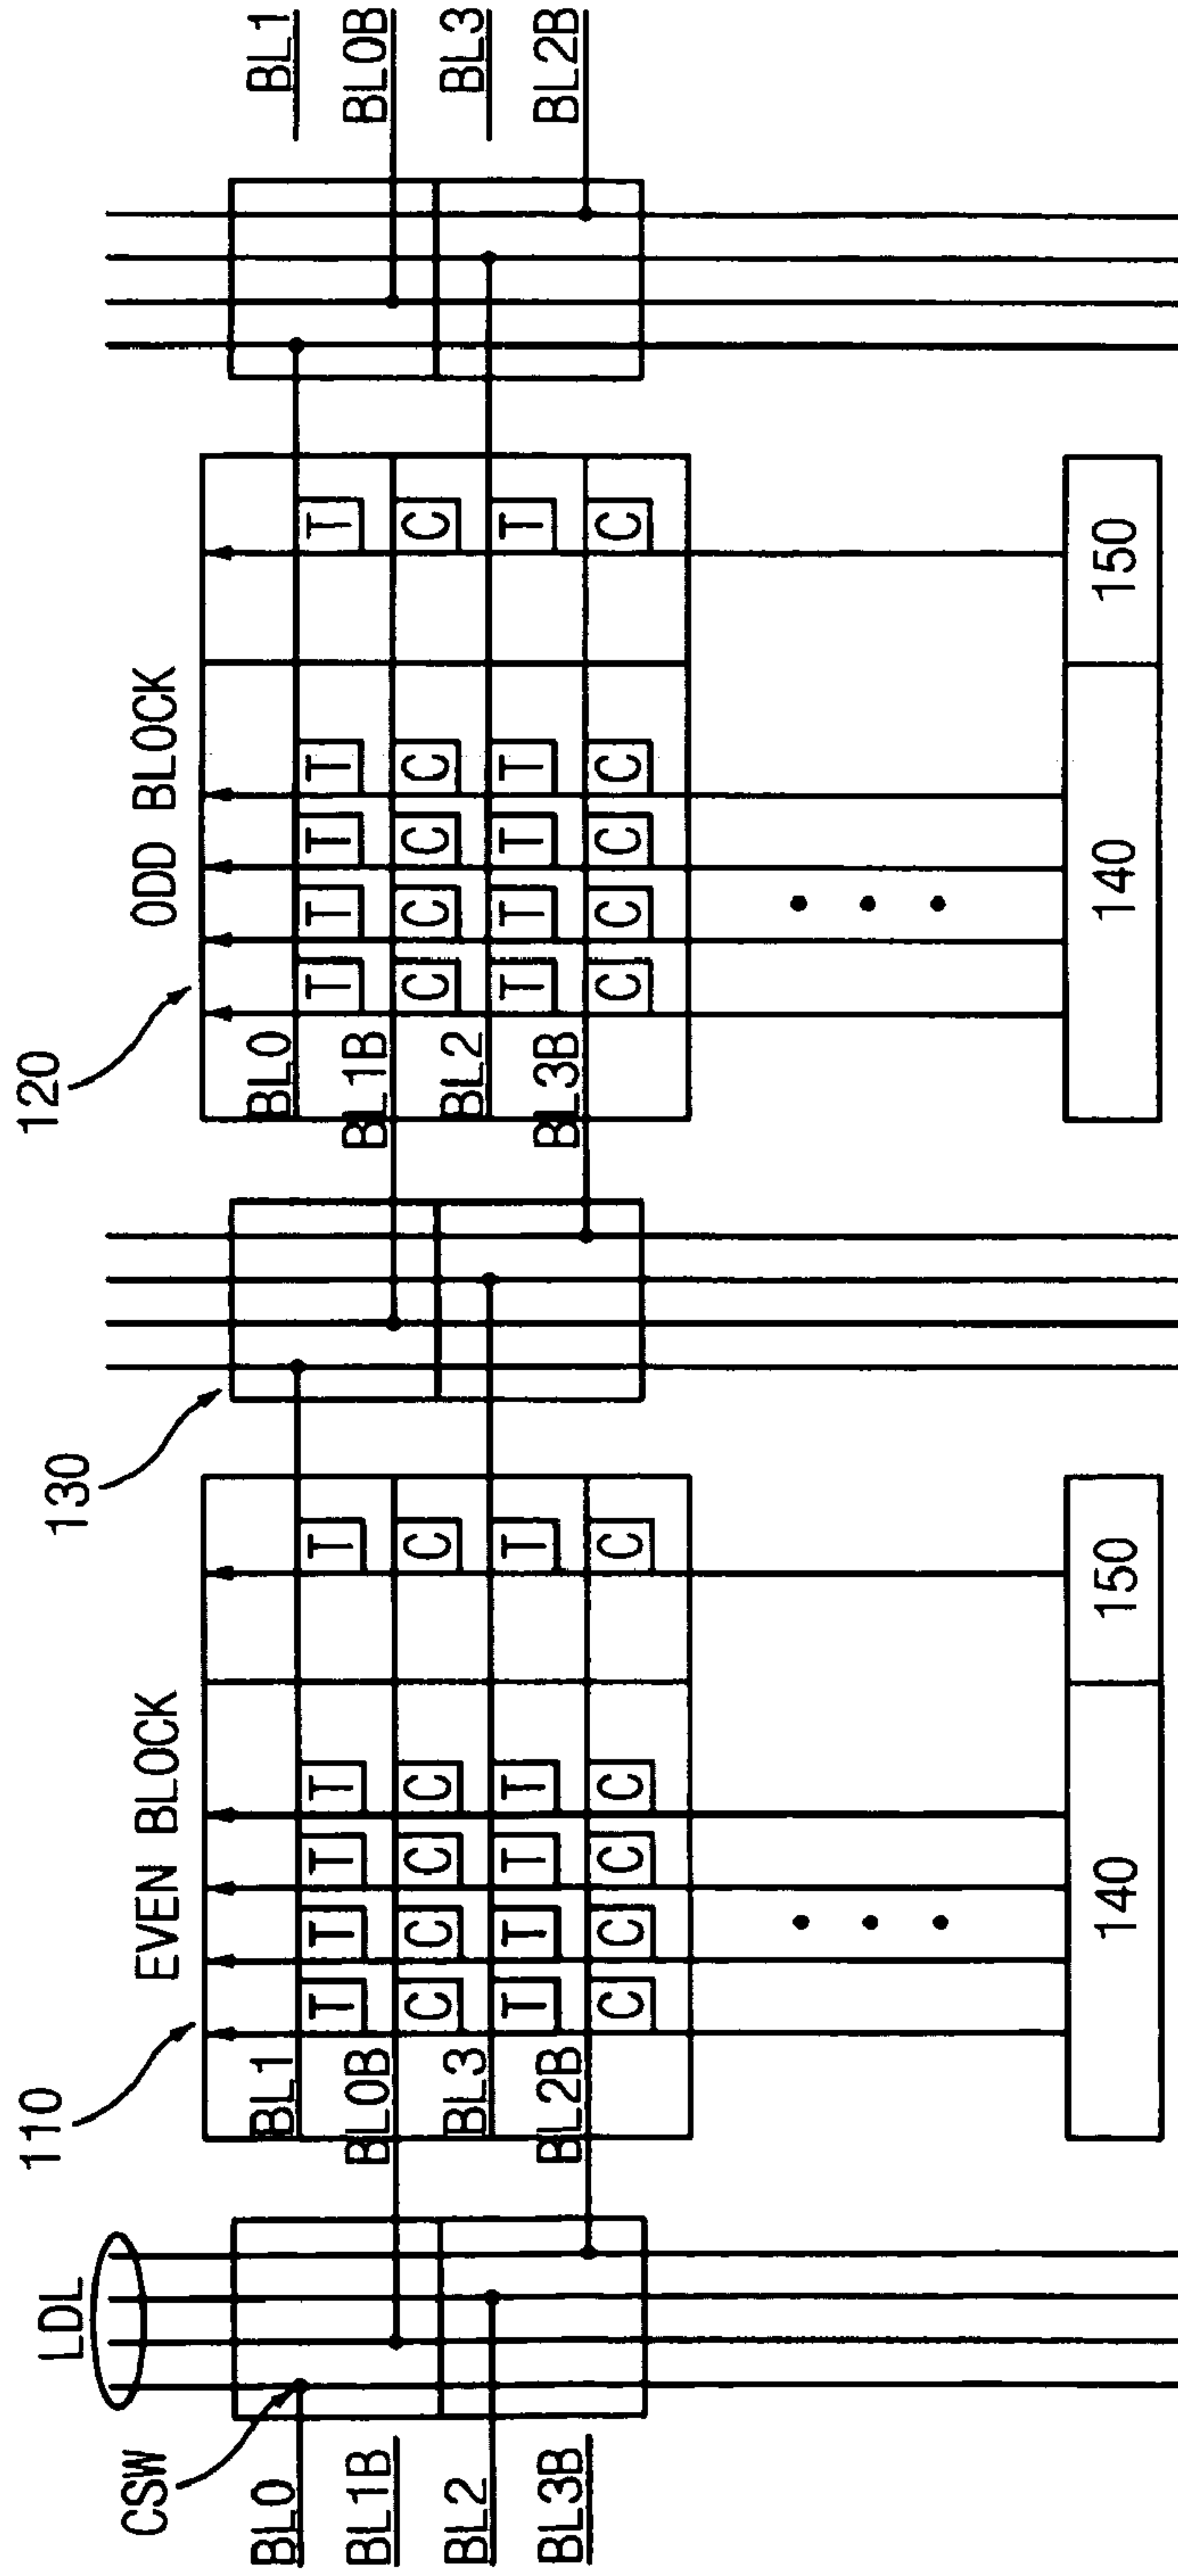 LDL
CSW
BL0
BL1B
BL2
BL3B
110
EVEN BLOCK
BL1
BL0B
BL3
BL2B
T T T T T
C C C C C
T T T T T
C C C C C
140 150
130
120
ODD BLOCK
BL0
BL1B
BL2
BL3B
T T T T T
C C C C C
T T T T T
C C C C C
140 150
BL1
BL0B
BL3
BL2B